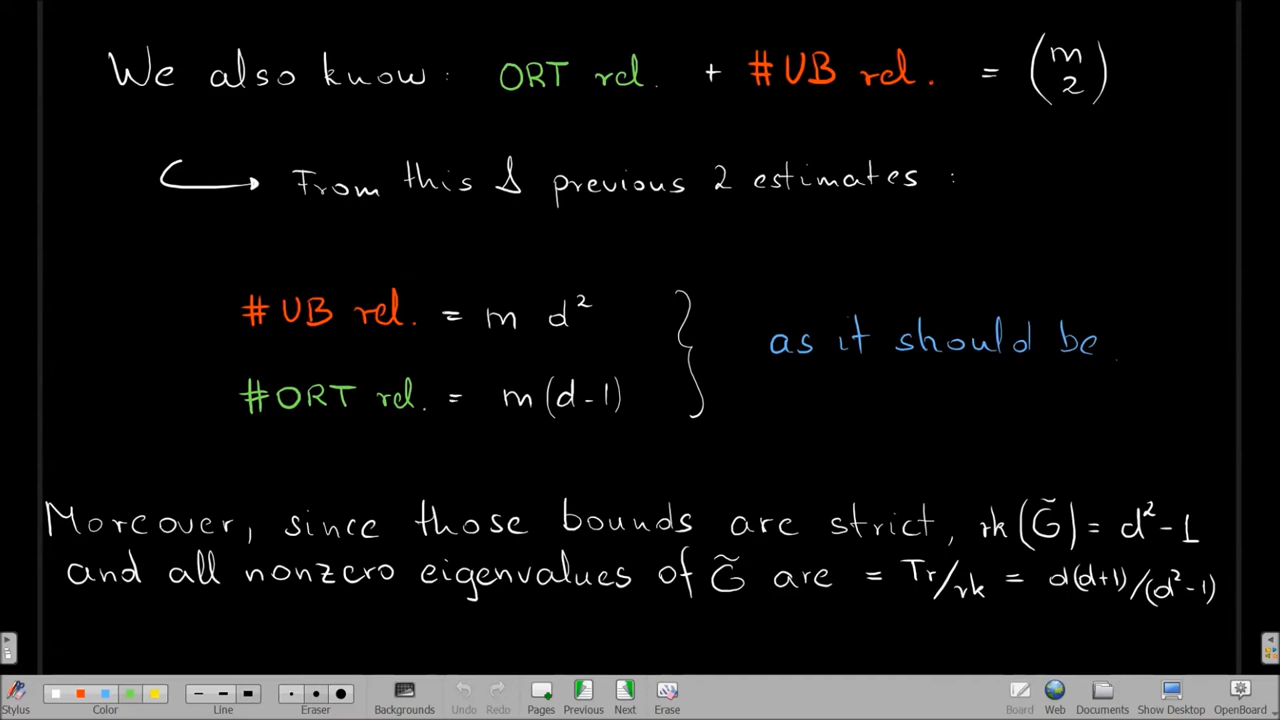 We also know: ORT rel. + #UB rel. = (m 2)
From this & previous 2 estimates :
#UB rel. = m d²
#ORT rel. = m(d-1)
as it should be.
Moreover, since those bounds are strict, rk(G̃) = d²-1
and all nonzero eigenvalues of G̃ are = Tr/rk = d(d+1)/(d²-1)
Stylus Color Line Eraser Backgrounds Undo Redo Pages Previous Next Erase Board Web Documents Show Desktop OpenBoard